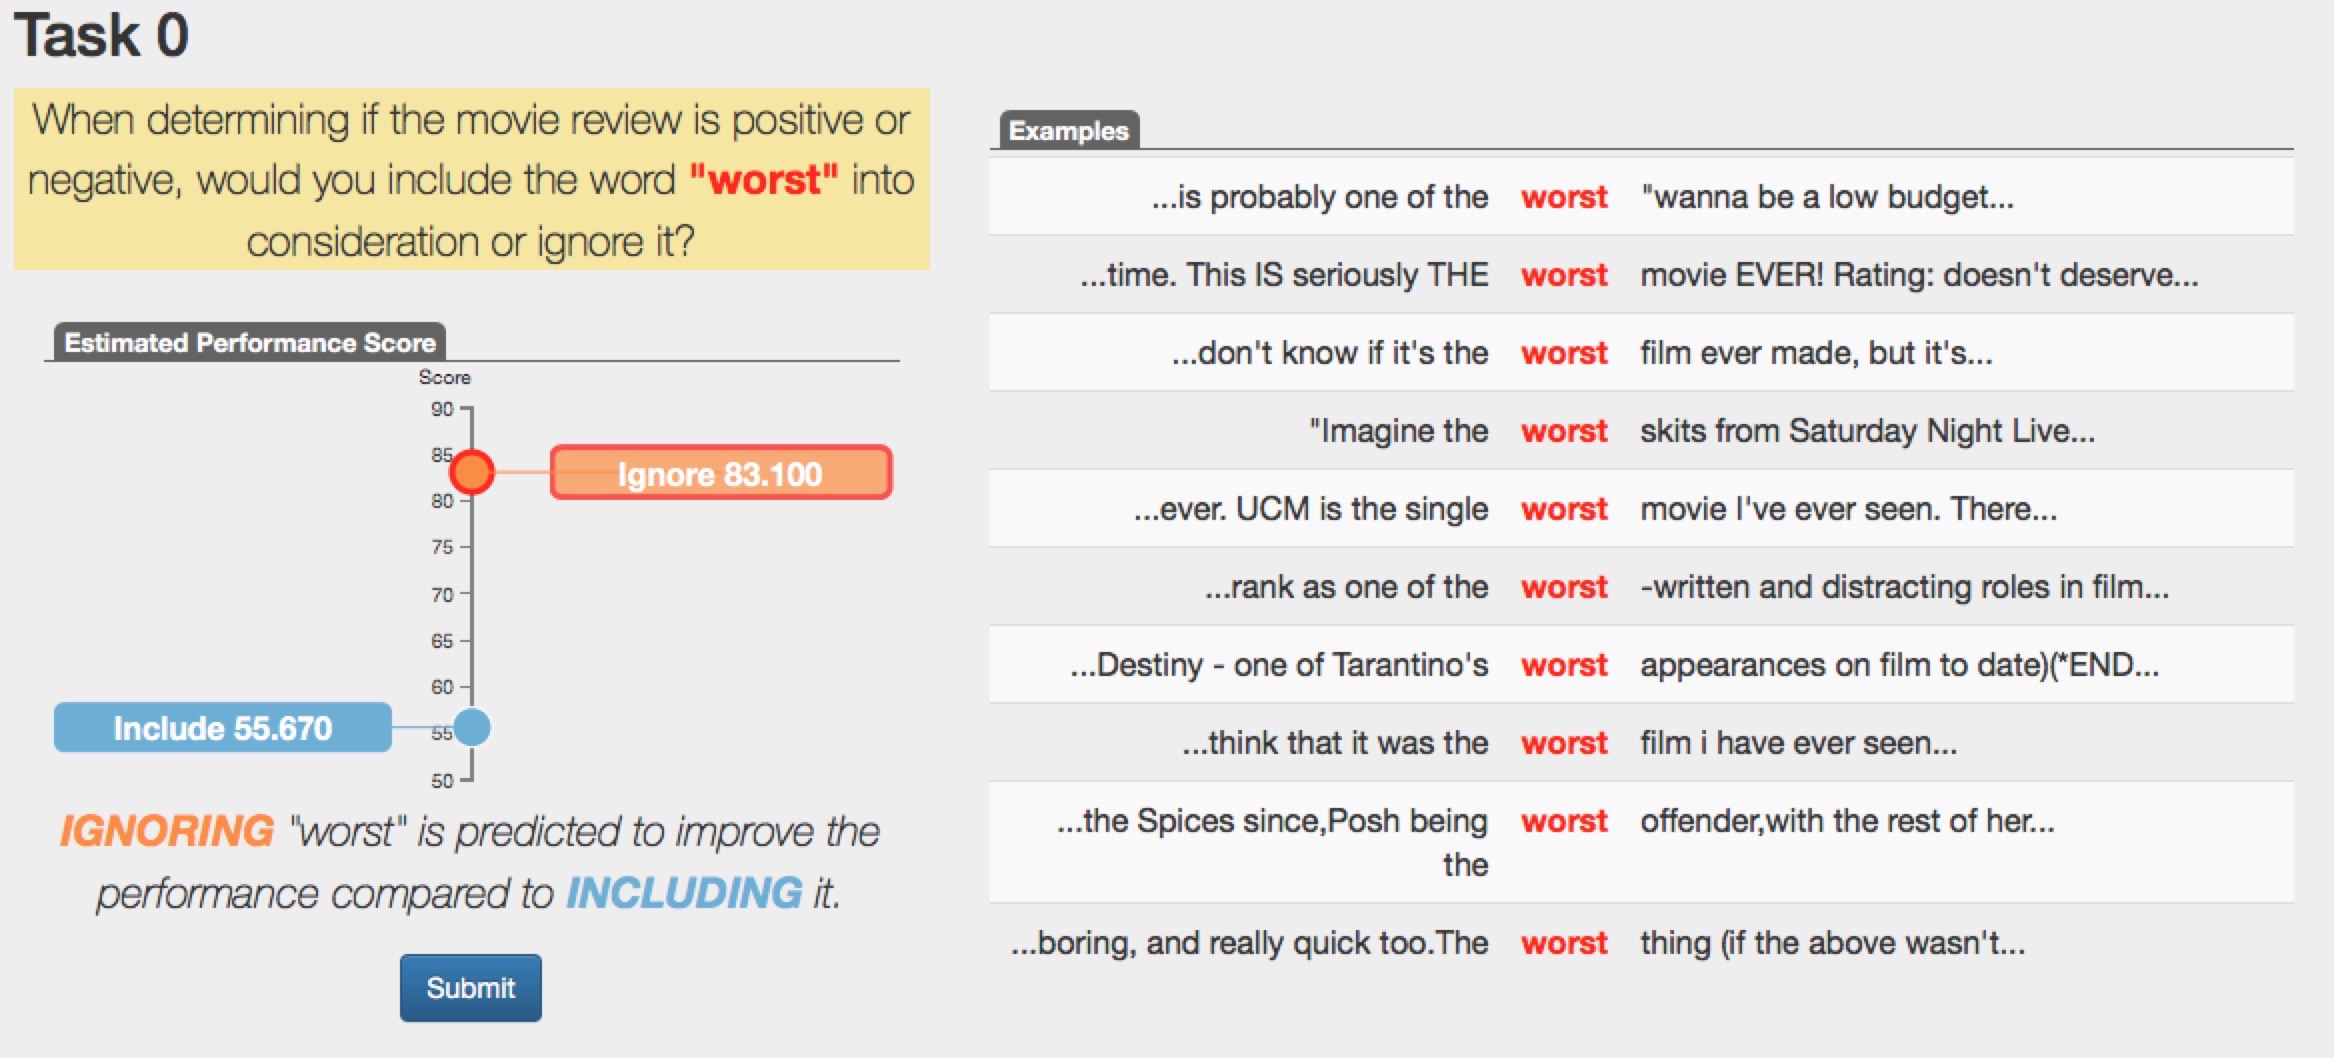 Task 0
When determining if the movie review is positive or
negative, would you include the word "worst" into
consideration or ignore it?
Estimated Performance Score
Score
90
85
Ignore 83.100
80
75
70
65
60
Include 55.670
55
50
IGNORING "worst" is predicted to improve the
performance compared to INCLUDING it.
Submit
Examples
...is probably one of the worst "wanna be a low budget...
...time. This IS seriously THE worst movie EVER! Rating: doesn't deserve...
...don't know if it's the worst film ever made, but it's...
"Imagine the worst skits from Saturday Night Live...
...ever. UCM is the single worst movie I've ever seen. There...
...rank as one of the worst -written and distracting roles in film...
...Destiny - one of Tarantino's worst appearances on film to date)(*END...
...think that it was the worst film i have ever seen...
...the Spices since,Posh being worst offender,with the rest of her...
the
...boring, and really quick too.The worst thing (if the above wasn't...